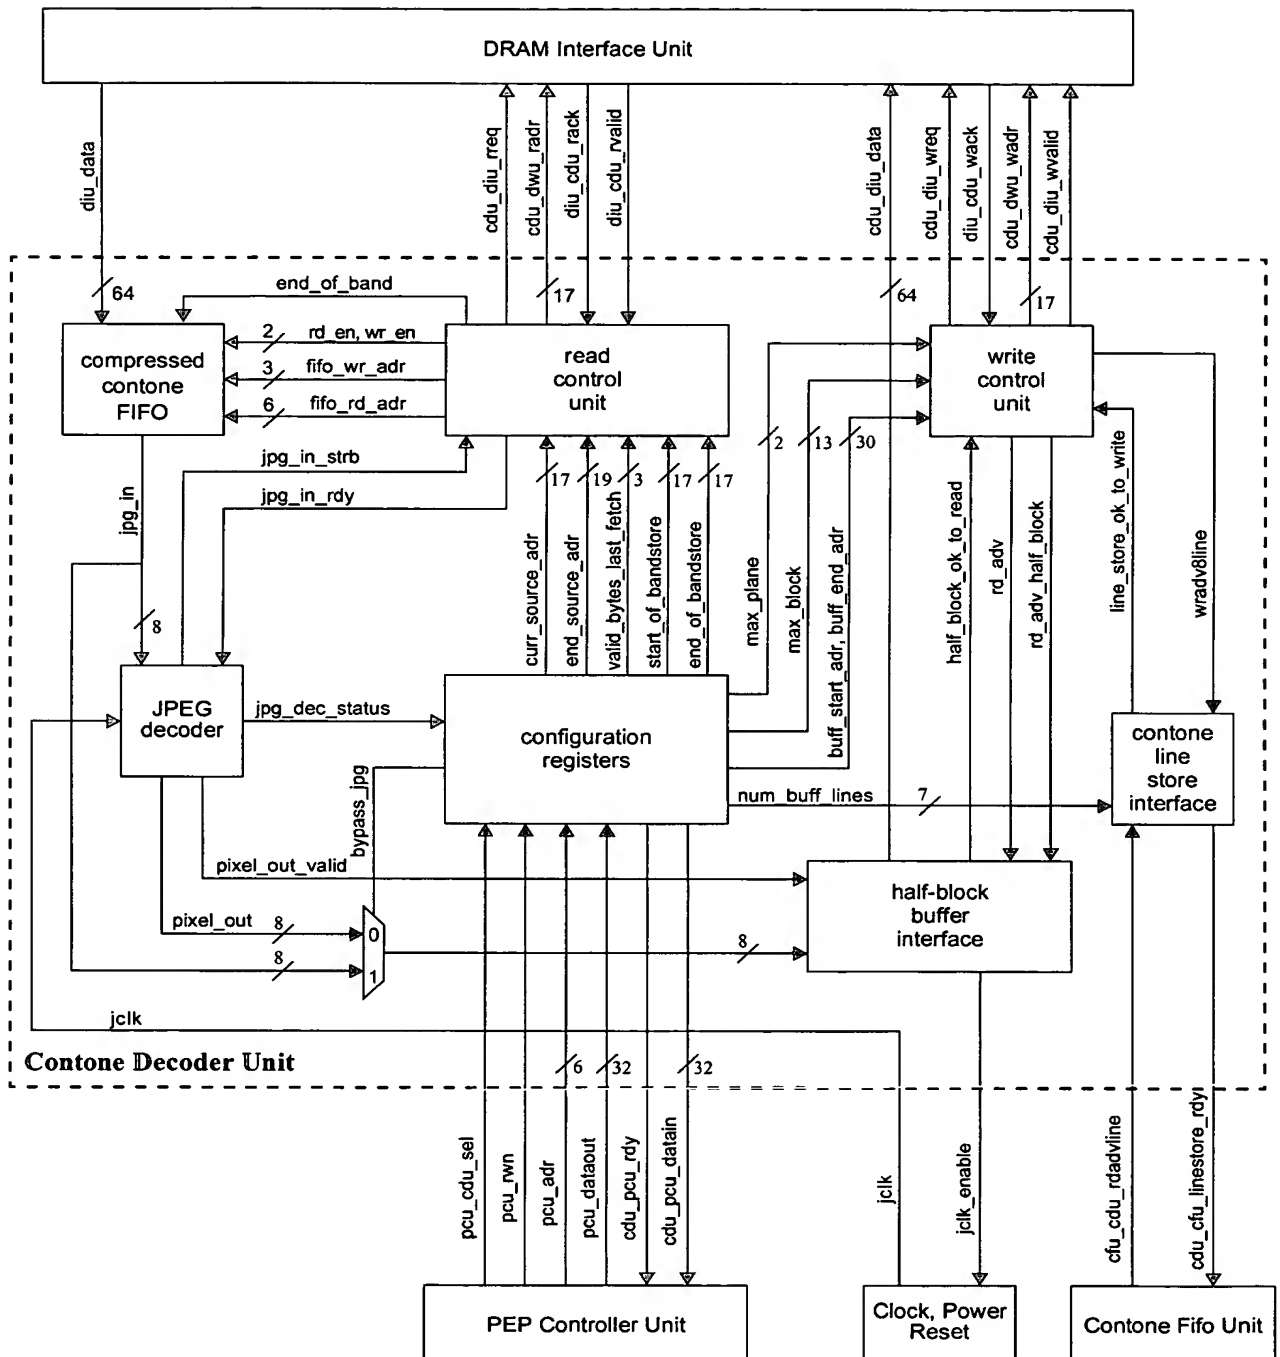 DRAM Interface Unit
diu_data
cdu_diu_rreq
cdu_dwu_radr
diu_cdu_rack
diu_cdu_rvalid
cdu_diu_data
cdu_diu_wreq
diu_cdu_wack
cdu_dwu_wadr
cdu_diu_wvalid
64
end_of_band
17
64
17
compressed
contone
FIFO
2
rd_en, wr_en
3
fifo_wr_adr
6
fifo_rd_adr
read
control
unit
write
control
unit
jpg_in
jpg_in_strb
jpg_in_rdy
17
19
3
17
17
2
13
30
curr_source_adr
end_source_adr
valid_bytes_last_fetch
start_of_bandstore
end_of_bandstore
max_plane
max_block
buff_start_adr, buff_end_adr
half_block_ok_to_read
rd_adv
rd_adv_half_block
line_store_ok_to_write
wradv8line
8
JPEG
decoder
jpg_dec_status
configuration
registers
contone
line
store
interface
bypass_jpg
num_buff_lines
7
pixel_out_valid
half-block
buffer
interface
pixel_out
8
0
8
1
8
jclk
Contone Decoder Unit
6
32
32
pcu_cdu_sel
pcu_rwn
pcu_adr
pcu_dataout
cdu_pcu_rdy
cdu_pcu_datain
jclk
jclk_enable
cfu_cdu_rdadvline
cdu_cfu_linestore_rdy
PEP Controller Unit
Clock, Power
Reset
Contone Fifo Unit